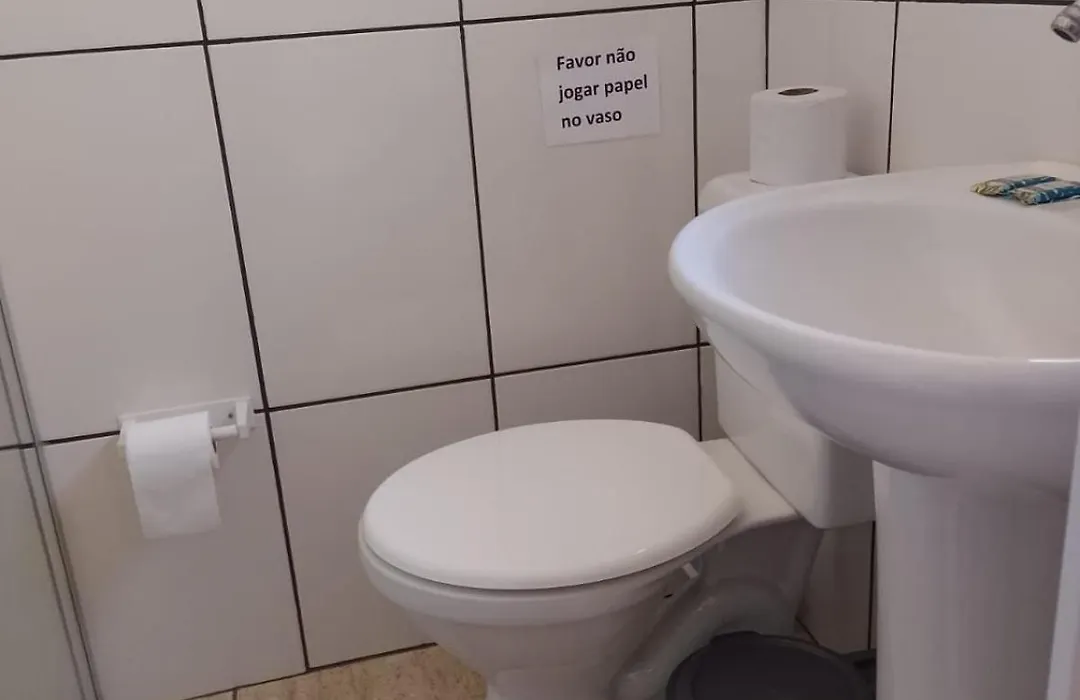 Favor não
jogar papel
no vaso